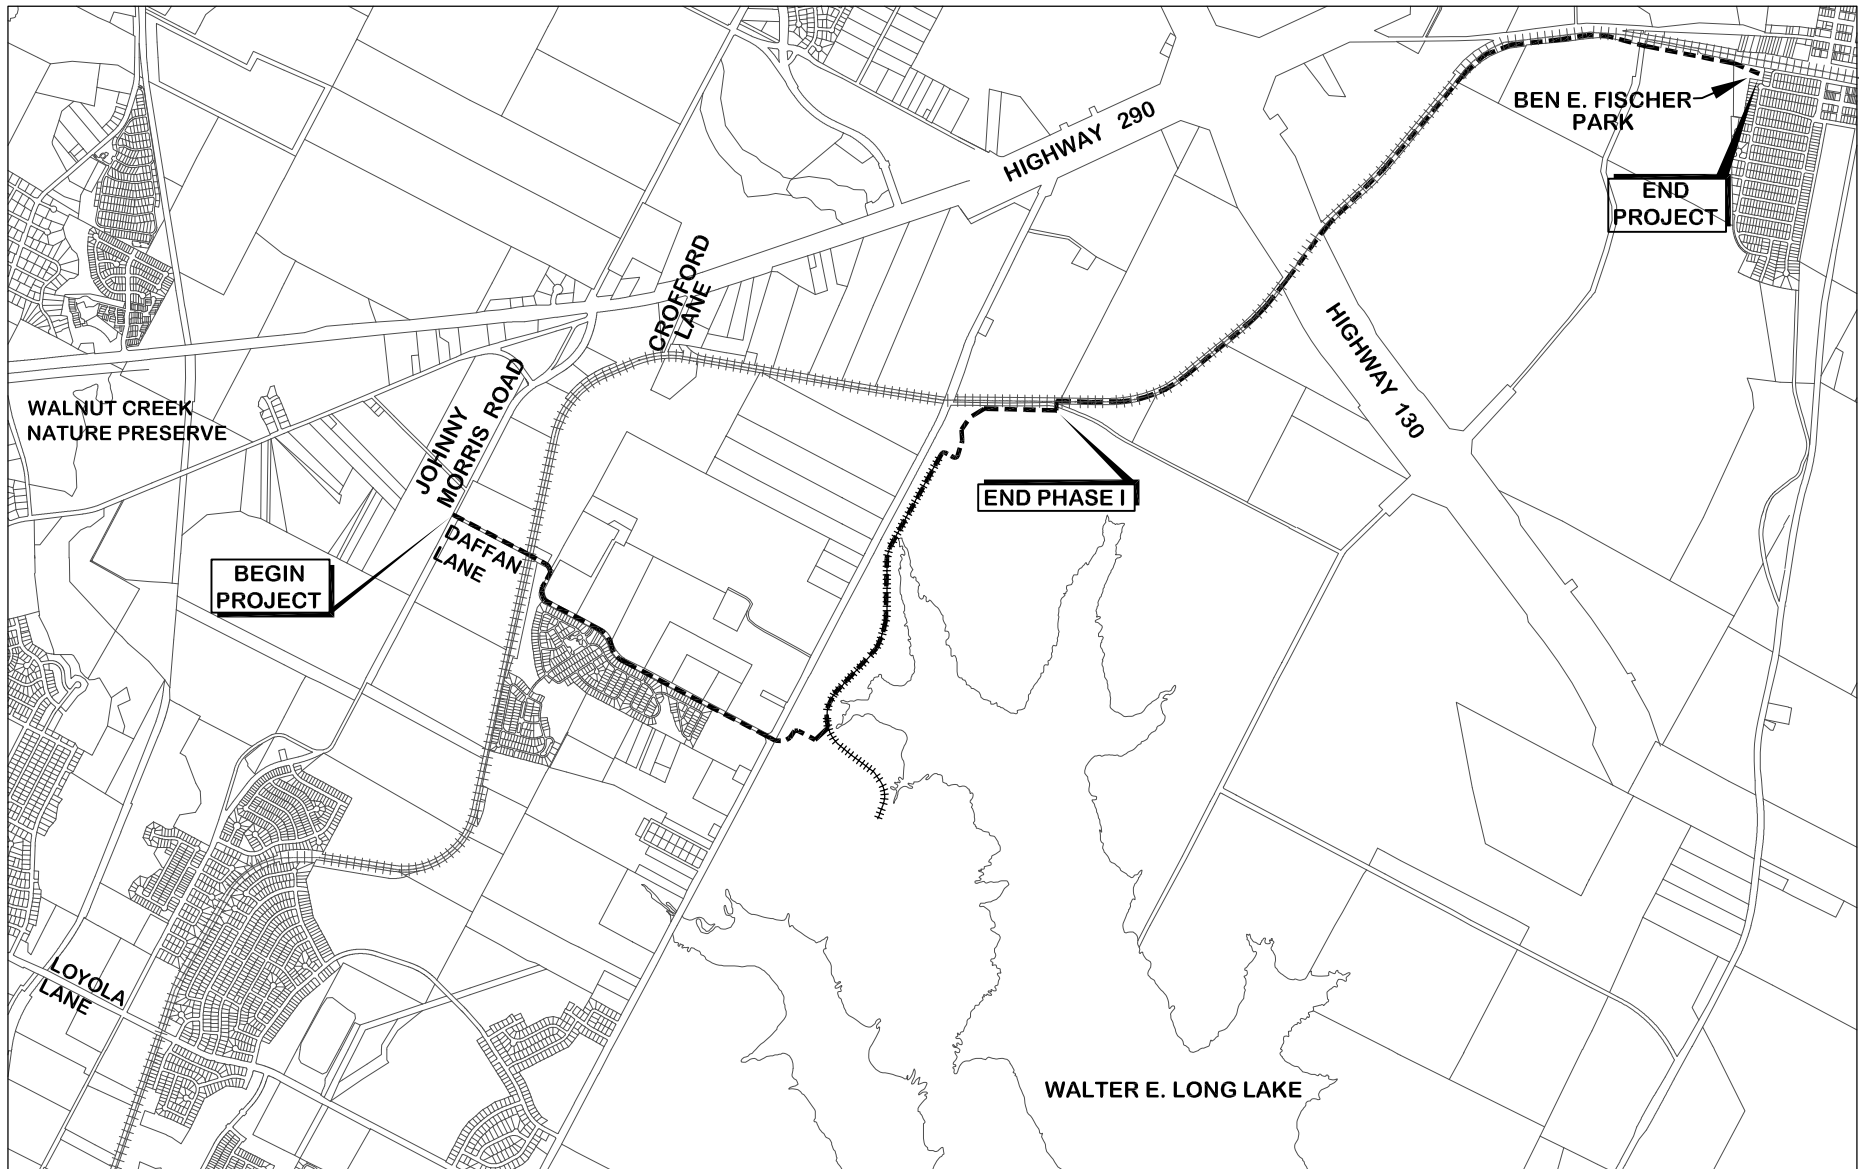 BEN E. FISCHER
PARK
HIGHWAY 290
END
PROJECT
CROFFORD
LANE
HIGHWAY 130
WALNUT CREEK
NATURE PRESERVE
JOHNNY
MORRIS ROAD
END PHASE I
DAFFAN
LANE
BEGIN
PROJECT
LOYOLA
LANE
WALTER E. LONG LAKE